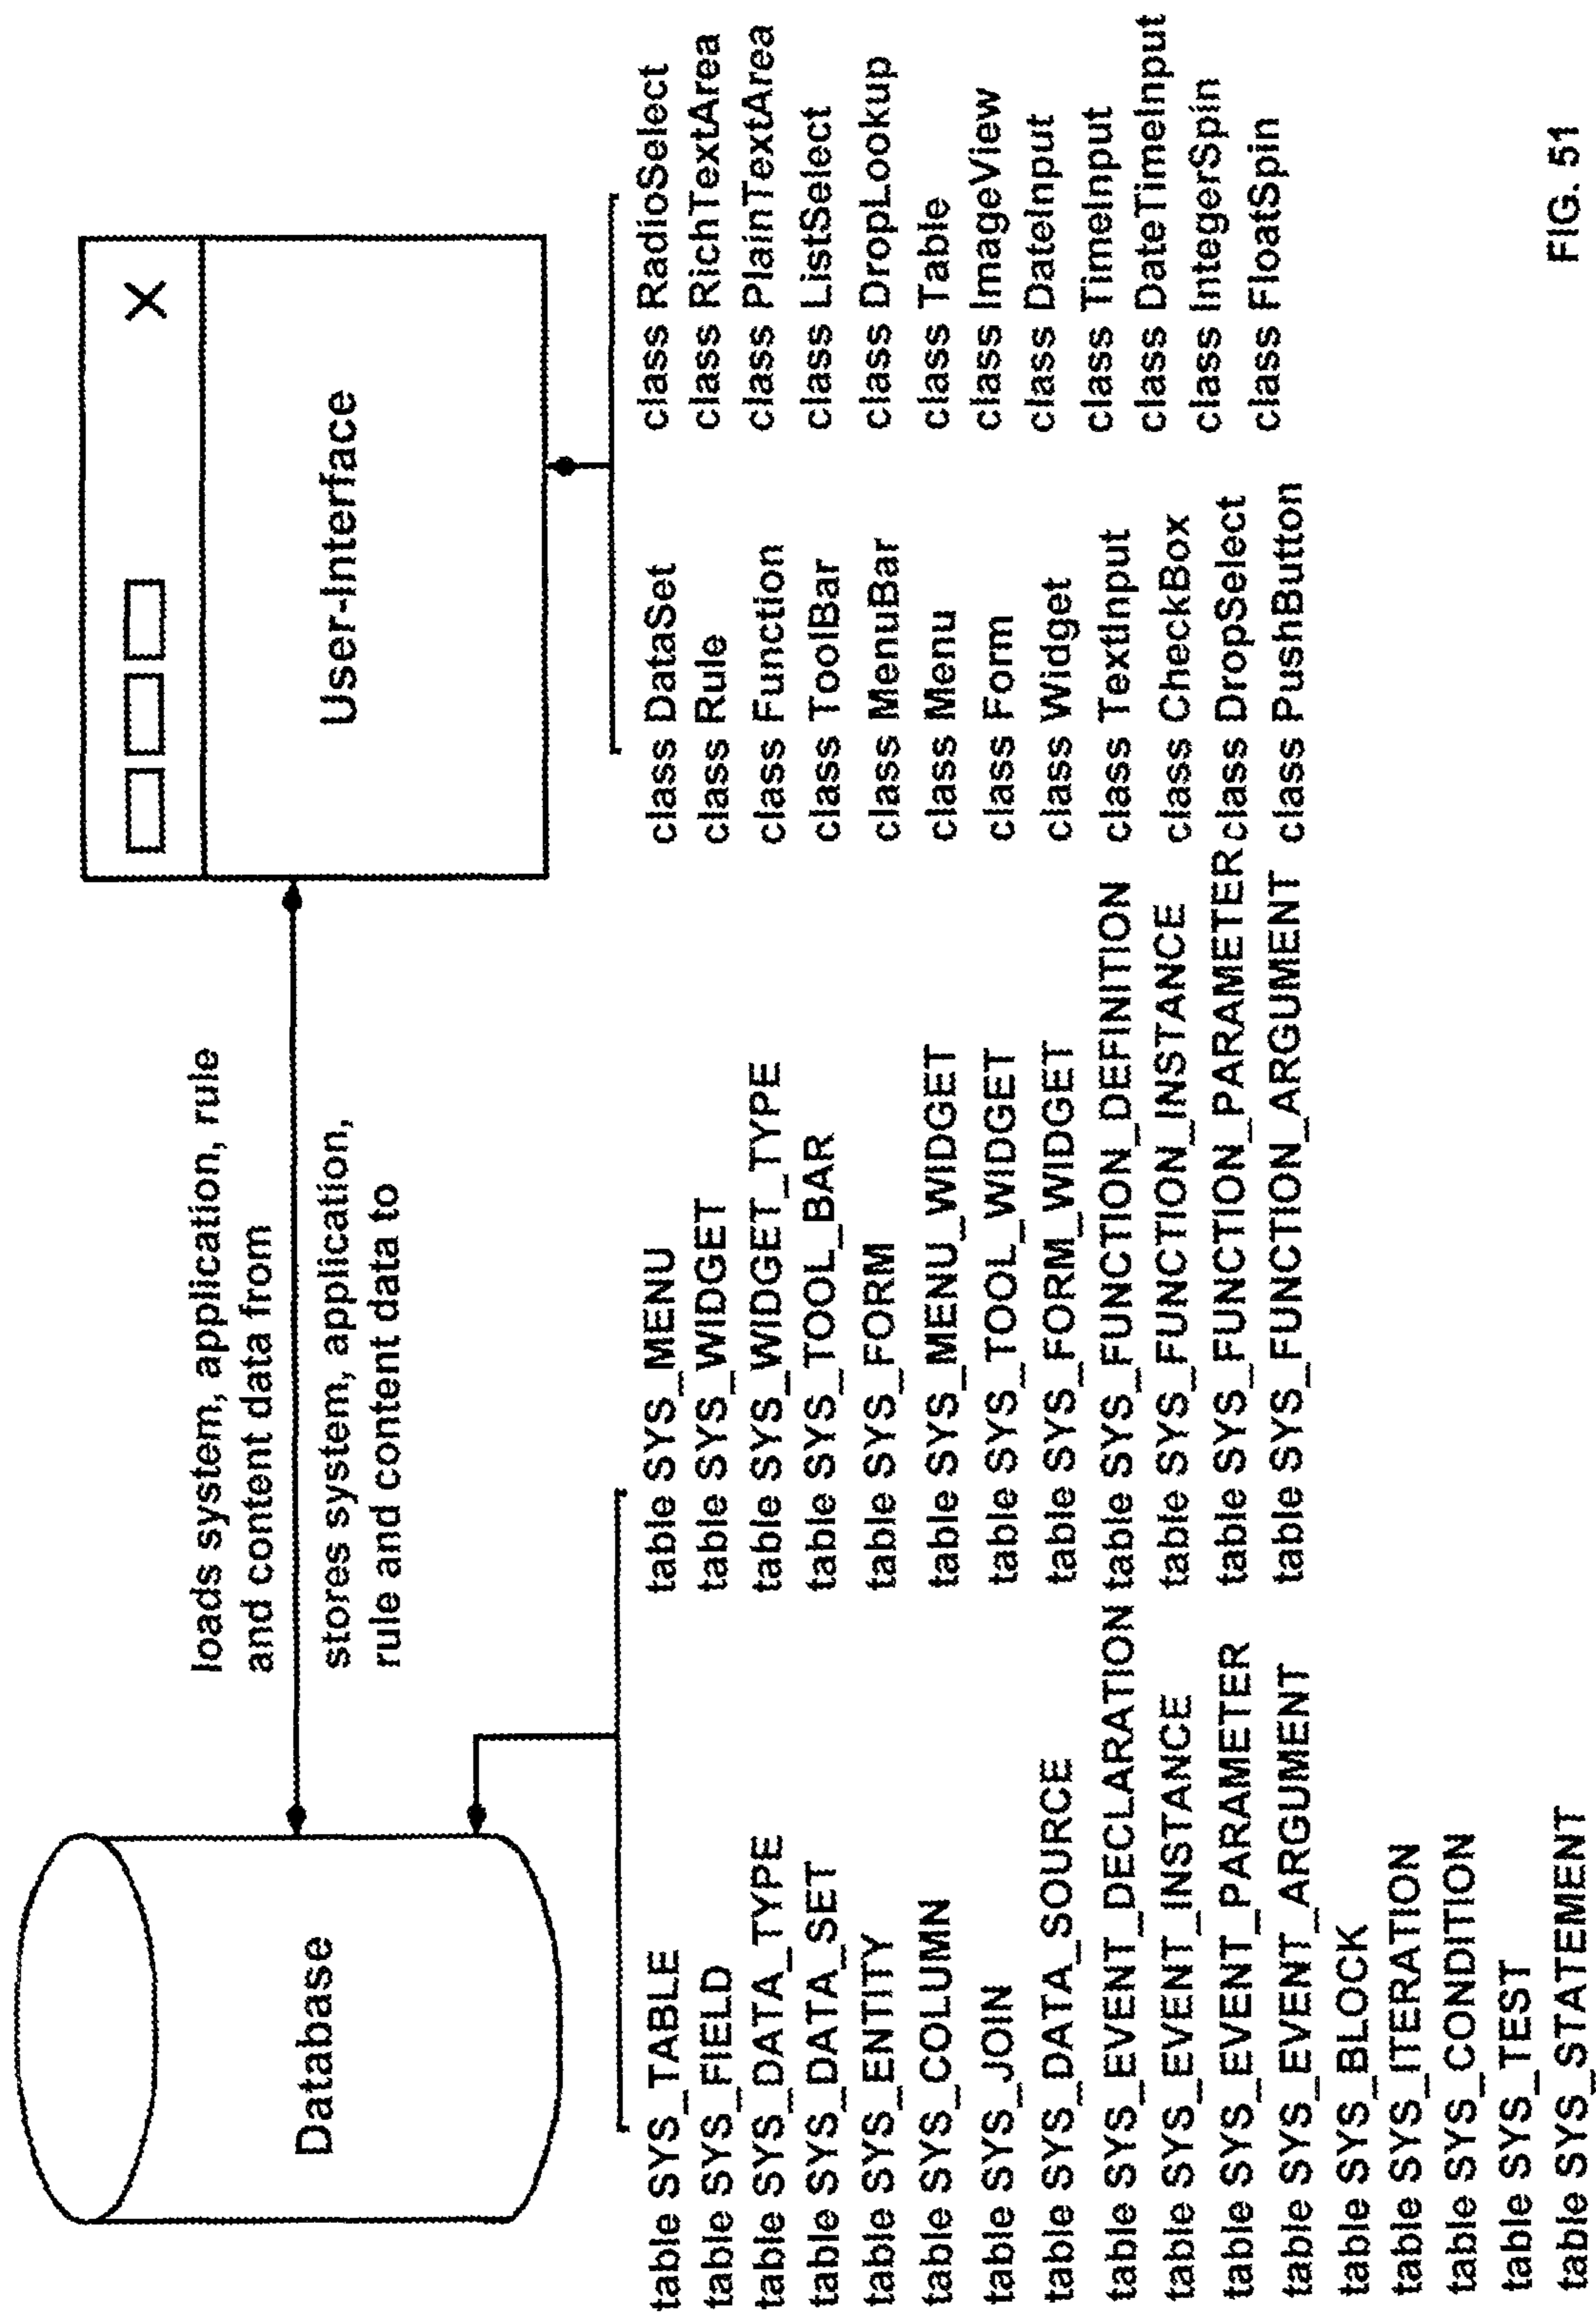 loads system, application, rule
and content data from
stores system, application,
rule and content data to
Database
User-Interface
table SYS_TABLE
table SYS_FIELD
table SYS_DATA_TYPE
table SYS_DATA_SET
table SYS_ENTITY
table SYS_COLUMN
table SYS_JOIN
table SYS_DATA_SOURCE
table SYS_EVENT_DECLARATION
table SYS_EVENT_INSTANCE
table SYS_EVENT_PARAMETER
table SYS_EVENT_ARGUMENT
table SYS_BLOCK
table SYS_ITERATION
table SYS_CONDITION
table SYS_TEST
table SYS_STATEMENT
table SYS_MENU
table SYS_WIDGET
table SYS_WIDGET_TYPE
table SYS_TOOL_BAR
table SYS_FORM
table SYS_MENU_WIDGET
table SYS_TOOL_WIDGET
table SYS_FORM_WIDGET
table SYS_FUNCTION_DEFINITION
table SYS_FUNCTION_INSTANCE
table SYS_FUNCTION_PARAMETER
table SYS_FUNCTION_ARGUMENT
class DataSet
class Rule
class Function
class ToolBar
class MenuBar
class Menu
class Form
class Widget
class TextInput
class CheckBox
class DropSelect
class PushButton
class RadioSelect
class RichTextArea
class PlainTextArea
class ListSelect
class DropLookup
class Table
class ImageView
class DateInput
class TimeInput
class DateTimeInput
class IntegerSpin
class FloatSpin
FIG. 51